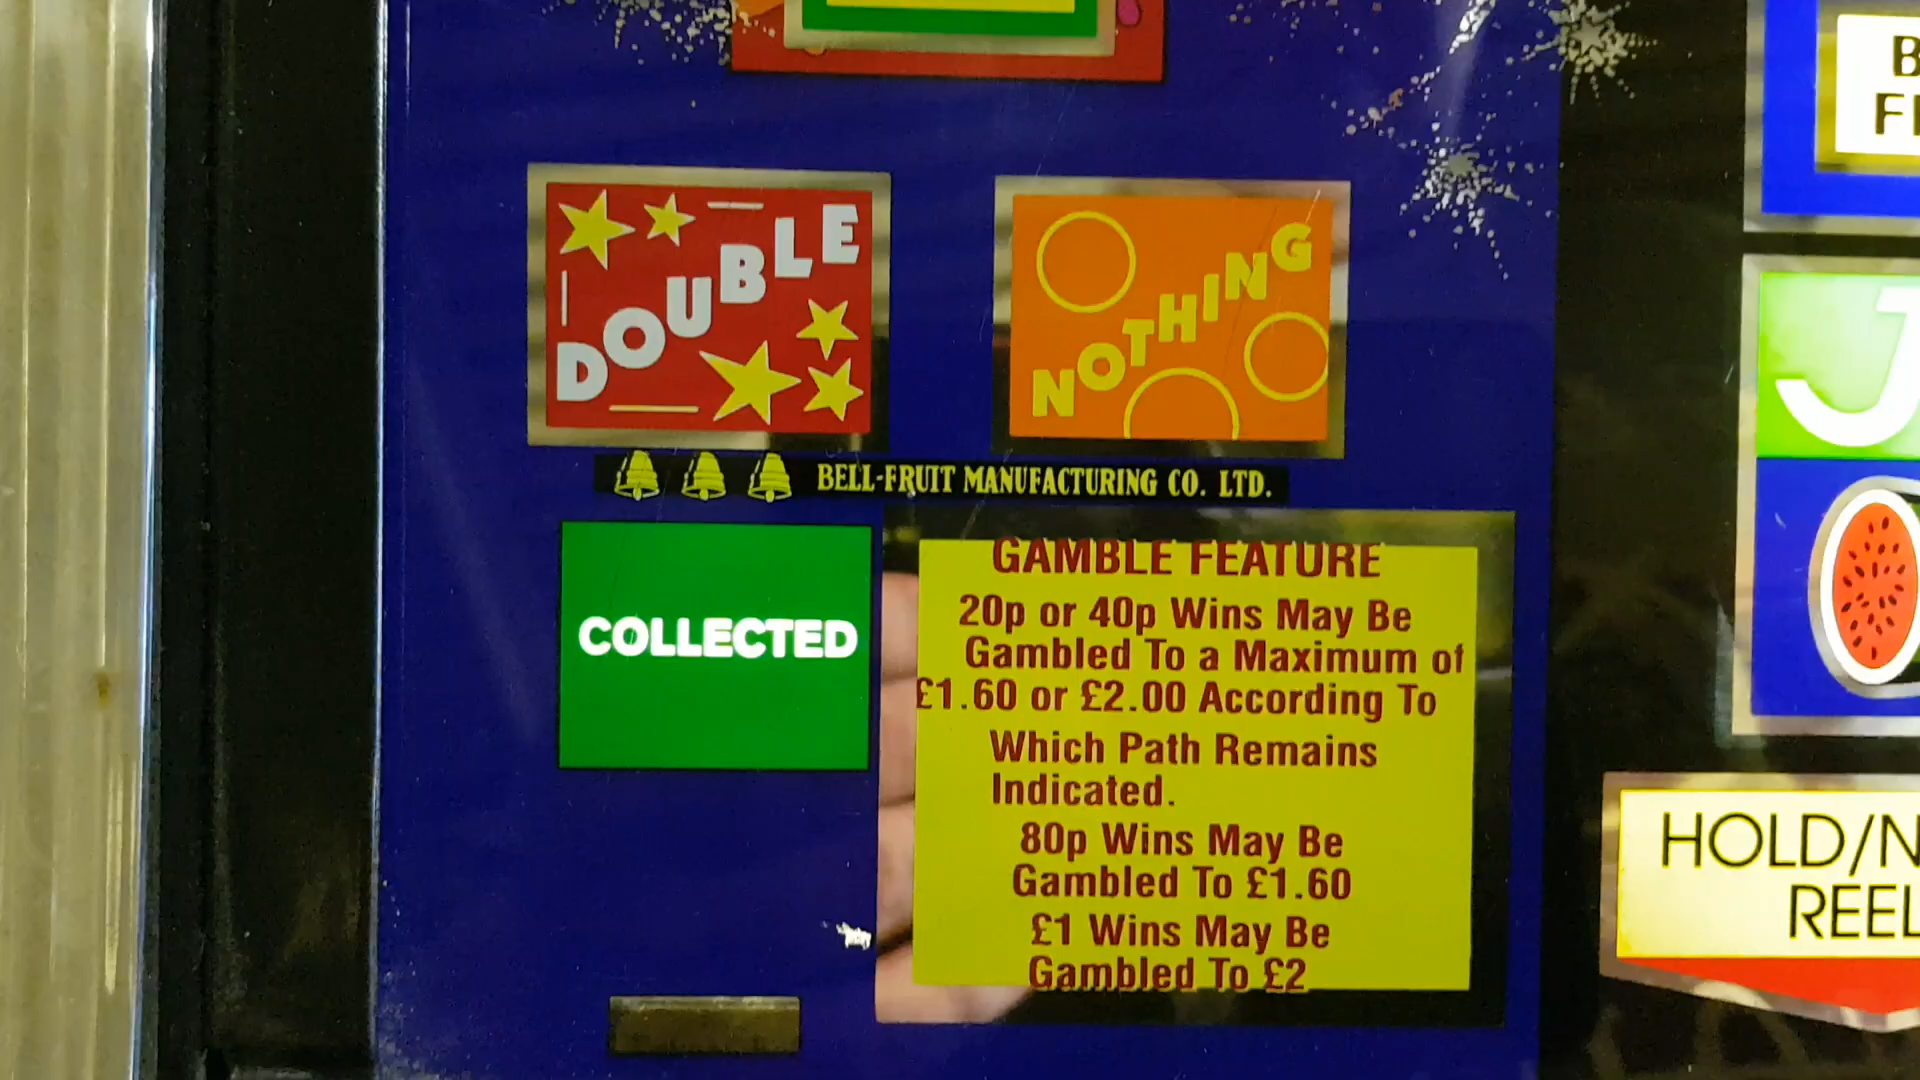 DOUBLE
NOTHING
BELL-FRUIT MANUFACTURING CO. LTD.
COLLECTED
GAMBLE FEATURE
20p or 40p Wins May Be
Gambled To a Maximum of
£1.60 or £2.00 According To
Which Path Remains
Indicated.
80p Wins May Be
Gambled To £1.60
£1 Wins May Be
Gambled To £2
HOLD/N
REEL